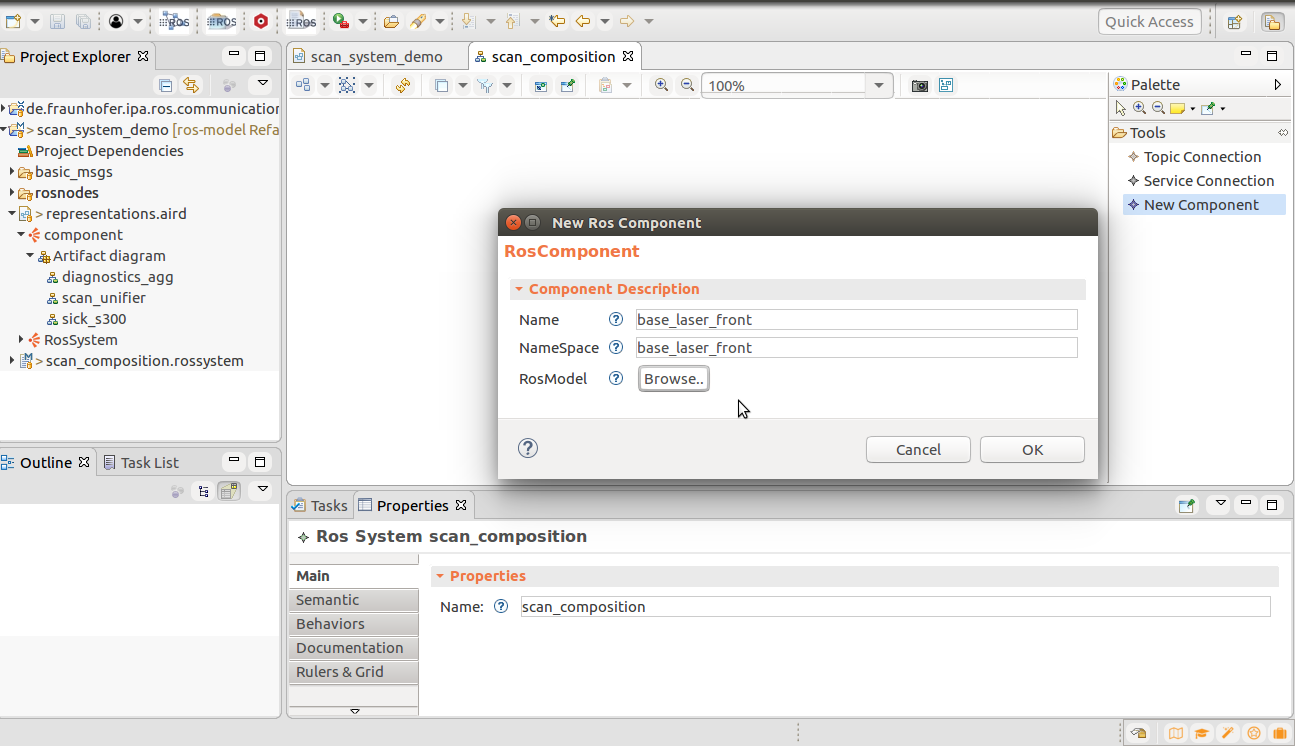 ROS
ROS
ROS
Quick Access
Project Explorer
scan_system_demo
scan_composition
100%
Palette
Tools
Topic Connection
Service Connection
New Component
de.fraunhofer.ipa.ros.communication
> scan_system_demo [ros-model Refa
Project Dependencies
basic_msgs
rosnodes
> representations.aird
component
Artifact diagram
diagnostics_agg
scan_unifier
sick_s300
RosSystem
> scan_composition.rossystem
New Ros Component
RosComponent
Component Description
Name ? base_laser_front
NameSpace ? base_laser_front
RosModel ? Browse..
? Cancel OK
Outline
Task List
Tasks
Properties
Ros System scan_composition
Main
Semantic
Behaviors
Documentation
Rulers & Grid
Properties
Name: ? scan_composition